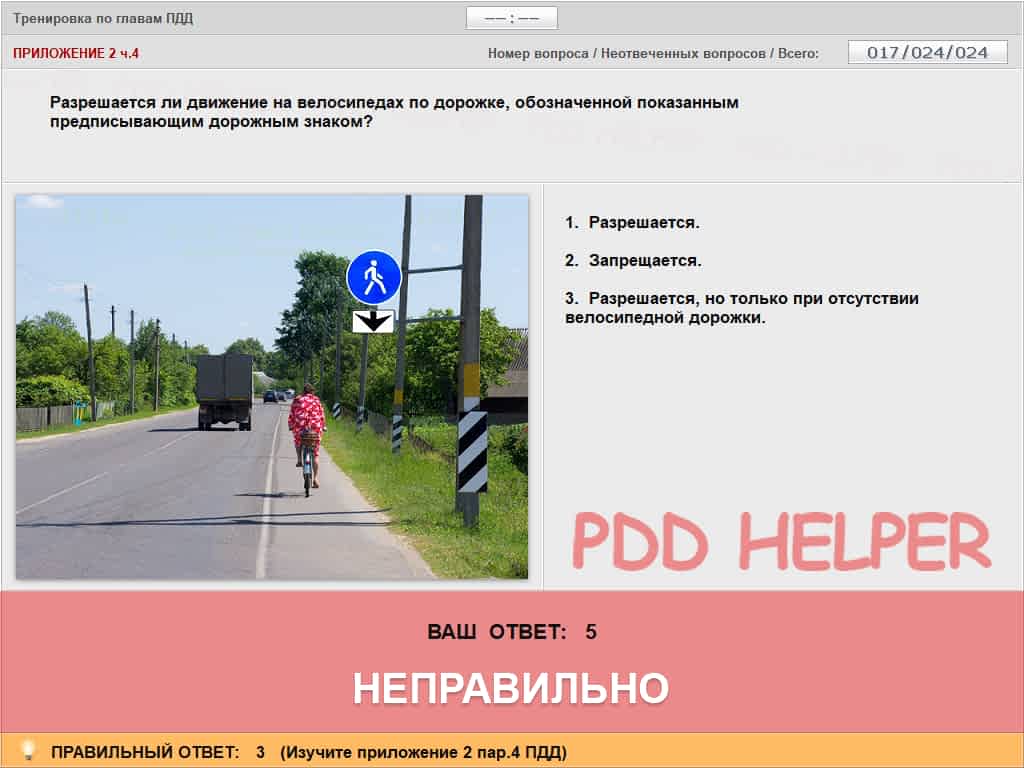 Тренировка по главам ПДД
–– : ––
ПРИЛОЖЕНИЕ 2 ч.4
Номер вопроса / Неотвеченных вопросов / Всего:
017/024/024
Разрешается ли движение на велосипедах по дорожке, обозначенной показанным
предписывающим дорожным знаком?
1. Разрешается.
2. Запрещается.
3. Разрешается, но только при отсутствии
велосипедной дорожки.
PDD HELPER
ВАШ ОТВЕТ: 5
НЕПРАВИЛЬНО
ПРАВИЛЬНЫЙ ОТВЕТ: 3 (Изучите приложение 2 пар.4 ПДД)